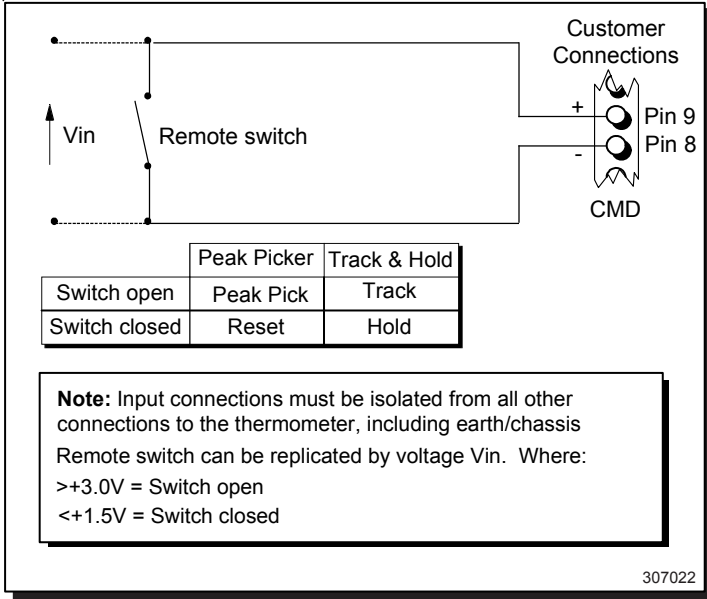 Customer
Connections
+
Pin 9
Vin
Remote switch
Pin 8
-
CMD
Peak Picker Track & Hold
Switch open Peak Pick Track
Switch closed Reset Hold
Note: Input connections must be isolated from all other
connections to the thermometer, including earth/chassis
Remote switch can be replicated by voltage Vin. Where:
>+3.0V = Switch open
<+1.5V = Switch closed
307022